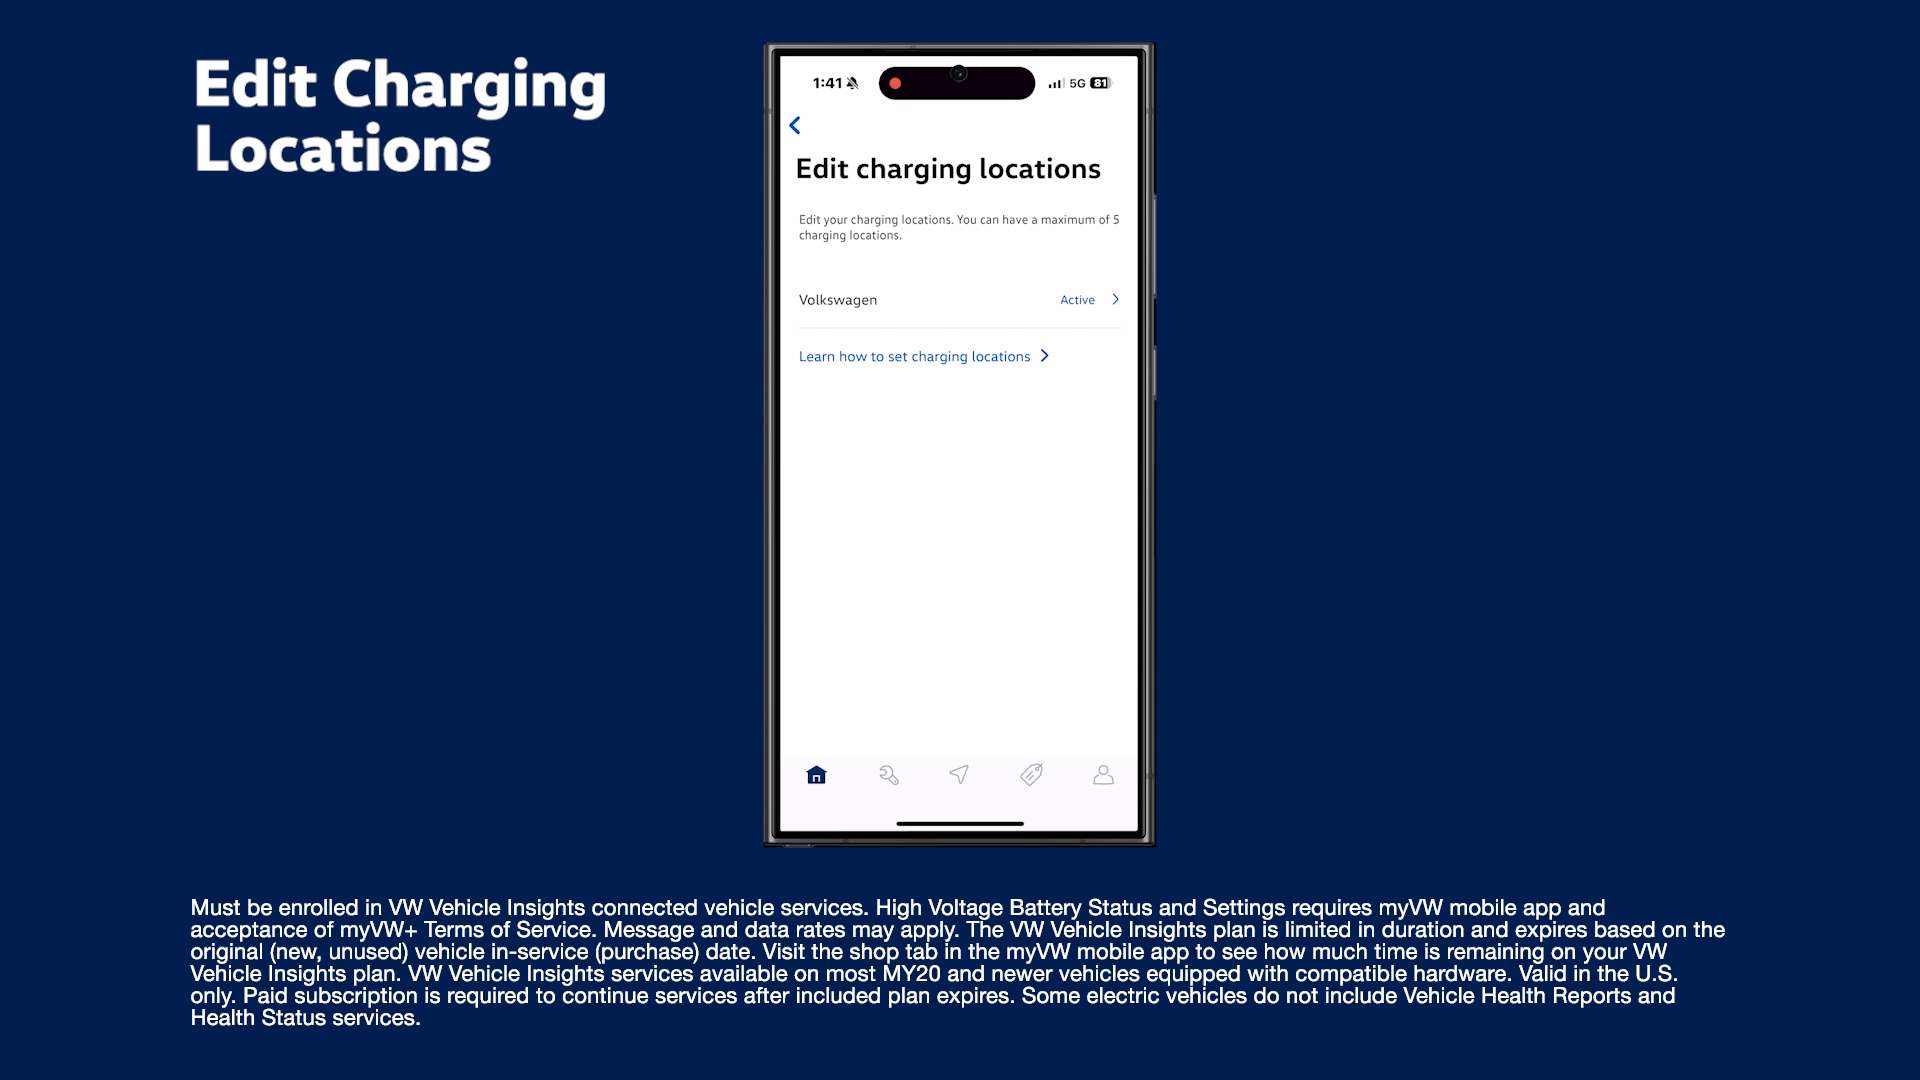 Edit Charging
Locations
1:41
5G
81
Edit charging locations
Edit your charging locations. You can have a maximum of 5
charging locations.
Volkswagen
Active
Learn how to set charging locations
Must be enrolled in VW Vehicle Insights connected vehicle services. High Voltage Battery Status and Settings requires myVW mobile app and
acceptance of myVW+ Terms of Service. Message and data rates may apply. The VW Vehicle Insights plan is limited in duration and expires based on the
original (new, unused) vehicle in-service (purchase) date. Visit the shop tab in the myVW mobile app to see how much time is remaining on your VW
Vehicle Insights plan. VW Vehicle Insights services available on most MY20 and newer vehicles equipped with compatible hardware. Valid in the U.S.
only. Paid subscription is required to continue services after included plan expires. Some electric vehicles do not include Vehicle Health Reports and
Health Status services.